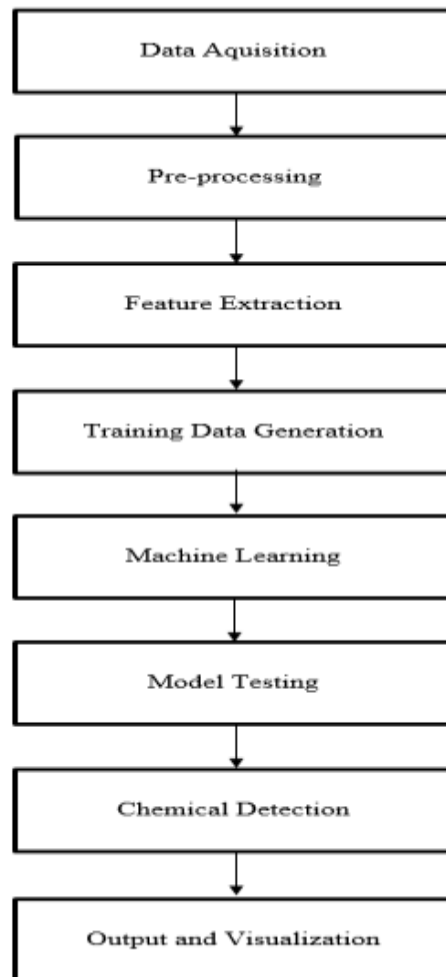 Data Aquisition
Pre-processing
Feature Extraction
Training Data Generation
Machine Learning
Model Testing
Chemical Detection
Output and Visualization